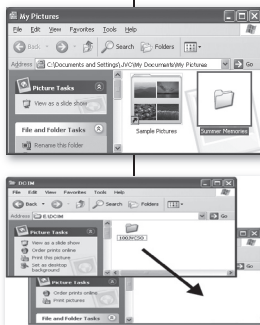 My Pictures
File Edit View Favorites Tools Help
Back Search Folders
Address C:\Documents and Settings\JVC\My Documents\My Pictures Go
Picture Tasks
View as a slide show
File and Folder Tasks
Rename this folder
Sample Pictures
Summer Memories
DCIM
File Edit View Favorites Tools Help
Back Search Folders
Address E:\DCIM Go
Picture Tasks
View as a slide show
Order prints online
Print this picture
Set as desktop
background
100JVCSO
Go
Picture Tasks
Order prints online
Print pictures
File and Folder Tasks